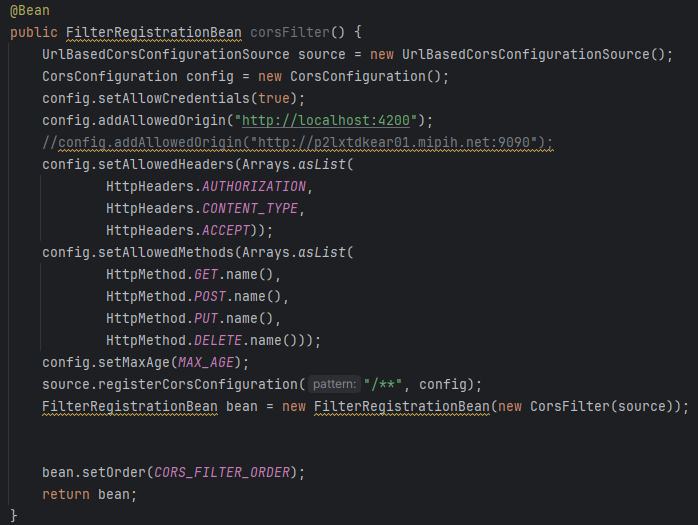 @Bean
public FilterRegistrationBean corsFilter() {
UrlBasedCorsConfigurationSource source = new UrlBasedCorsConfigurationSource();
CorsConfiguration config = new CorsConfiguration();
config.setAllowCredentials(true);
config.addAllowedOrigin("http://localhost:4200");
//config.addAllowedOrigin("http://p2lxtdkear01.mipih.net:9090");
config.setAllowedHeaders(Arrays.asList(
HttpHeaders.AUTHORIZATION,
HttpHeaders.CONTENT_TYPE,
HttpHeaders.ACCEPT));
config.setAllowedMethods(Arrays.asList(
HttpMethod.GET.name(),
HttpMethod.POST.name(),
HttpMethod.PUT.name(),
HttpMethod.DELETE.name()));
config.setMaxAge(MAX_AGE);
source.registerCorsConfiguration( pattern: "/**", config);
FilterRegistrationBean bean = new FilterRegistrationBean(new CorsFilter(source));
bean.setOrder(CORS_FILTER_ORDER);
return bean;
}